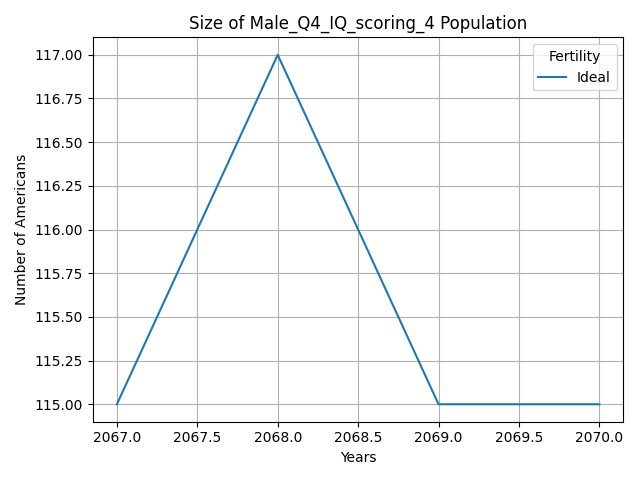 Size of Male_Q4_IQ_scoring_4 Population
Fertility
Ideal
117.00
116.75
116.50
116.25
116.00
115.75
115.50
115.25
115.00
Number of Americans
2067.0 2067.5 2068.0 2068.5 2069.0 2069.5 2070.0
Years